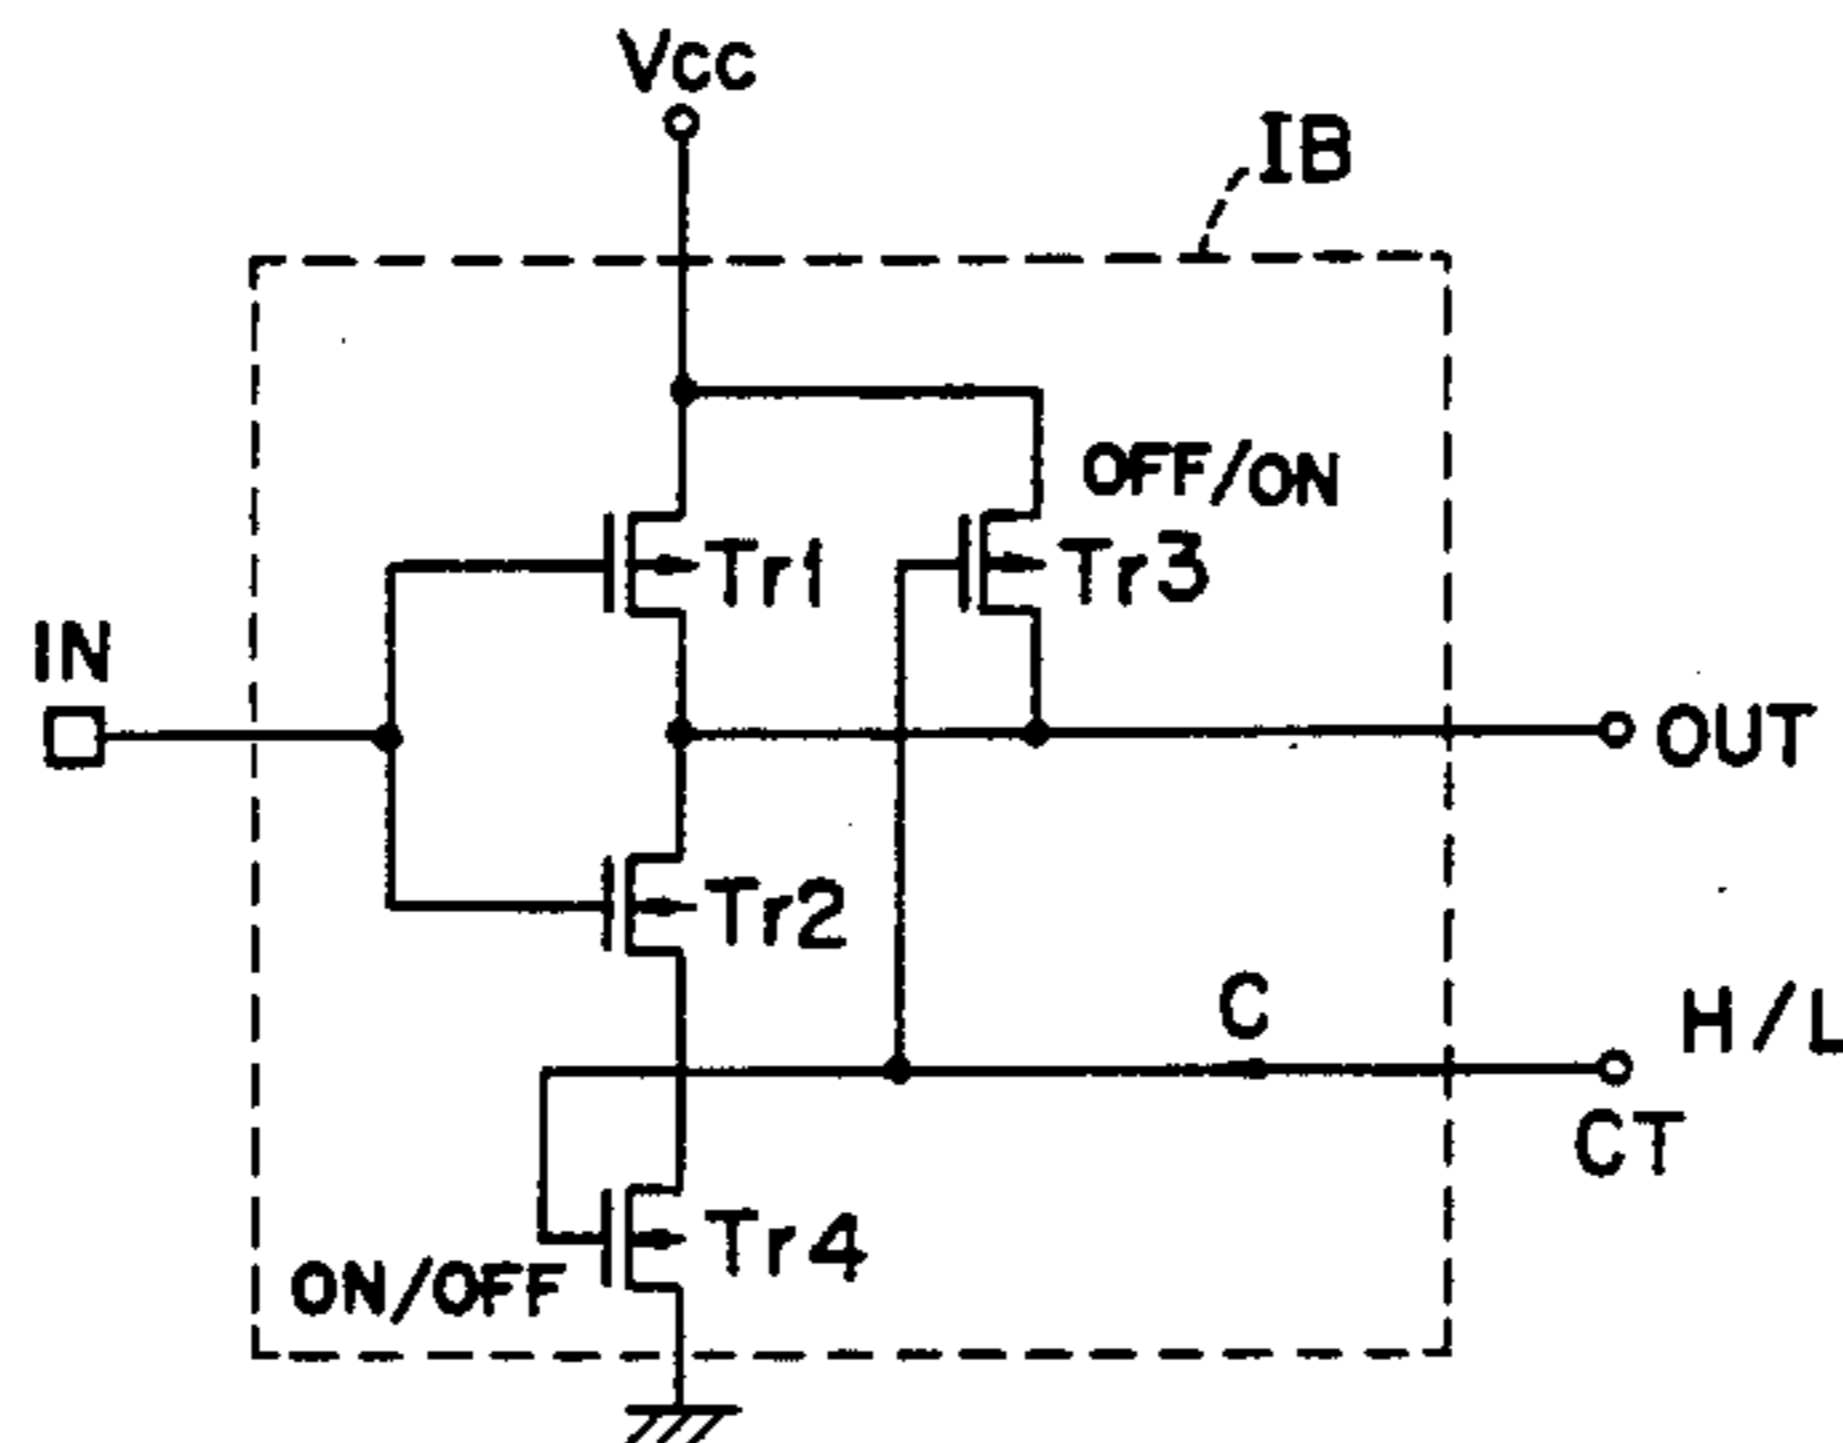 Vcc
IB
OFF/ON
Tr1
Tr3
IN
OUT
Tr2
C
H/L
CT
Tr4
ON/OFF